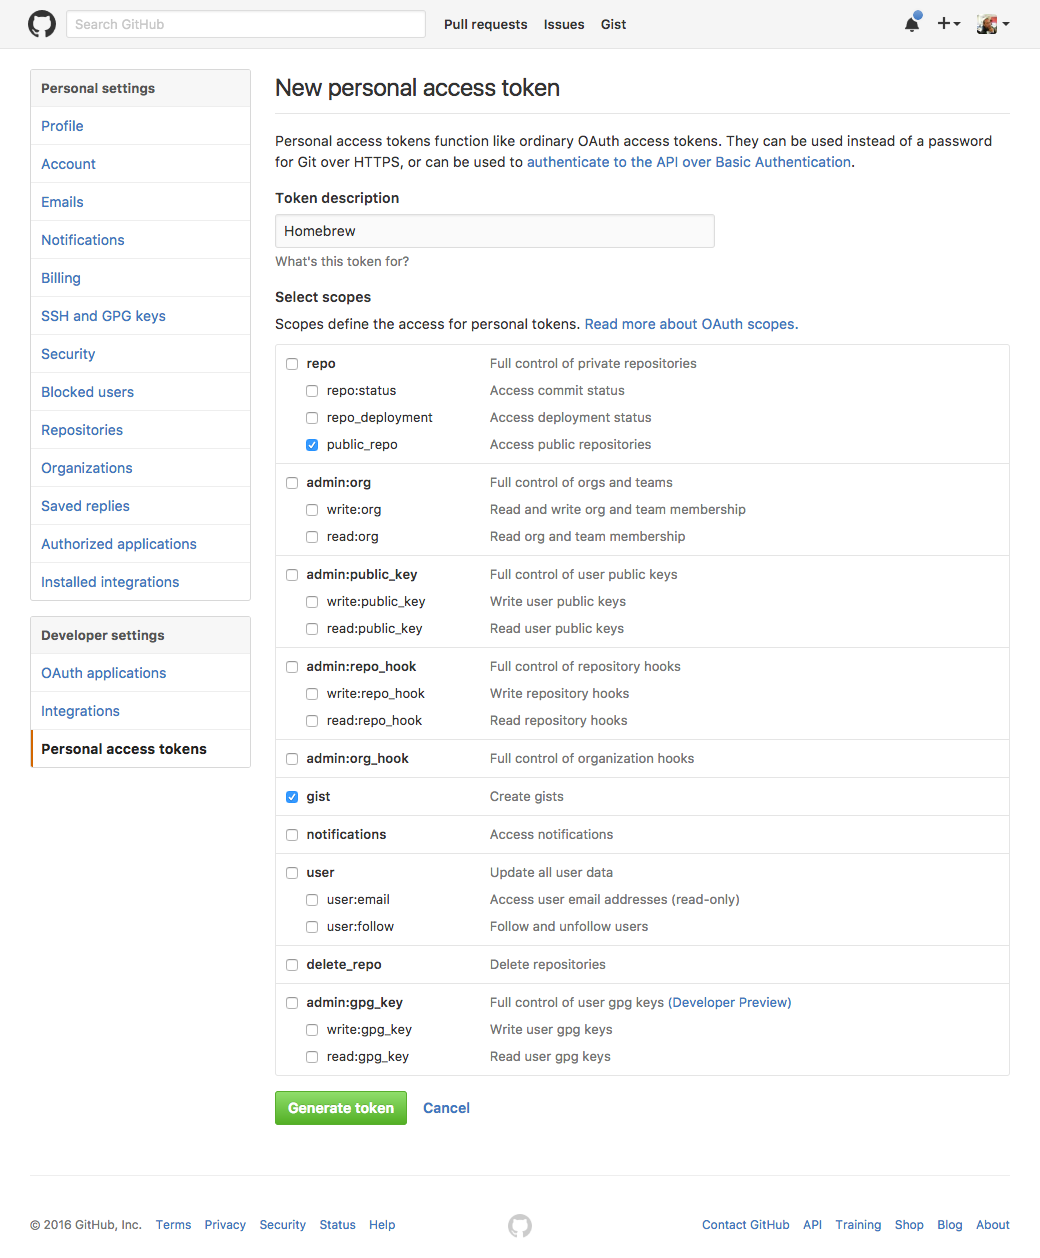 Search GitHub
Pull requests Issues Gist
Personal settings
Profile
Account
Emails
Notifications
Billing
SSH and GPG keys
Security
Blocked users
Repositories
Organizations
Saved replies
Authorized applications
Installed integrations
Developer settings
OAuth applications
Integrations
Personal access tokens
New personal access token
Personal access tokens function like ordinary OAuth access tokens. They can be used instead of a password
for Git over HTTPS, or can be used to authenticate to the API over Basic Authentication.
Token description
Homebrew
What's this token for?
Select scopes
Scopes define the access for personal tokens. Read more about OAuth scopes.
repo Full control of private repositories
repo:status Access commit status
repo_deployment Access deployment status
public_repo Access public repositories
admin:org Full control of orgs and teams
write:org Read and write org and team membership
read:org Read org and team membership
admin:public_key Full control of user public keys
write:public_key Write user public keys
read:public_key Read user public keys
admin:repo_hook Full control of repository hooks
write:repo_hook Write repository hooks
read:repo_hook Read repository hooks
admin:org_hook Full control of organization hooks
gist Create gists
notifications Access notifications
user Update all user data
user:email Access user email addresses (read-only)
user:follow Follow and unfollow users
delete_repo Delete repositories
admin:gpg_key Full control of user gpg keys (Developer Preview)
write:gpg_key Write user gpg keys
read:gpg_key Read user gpg keys
Generate token Cancel
© 2016 GitHub, Inc. Terms Privacy Security Status Help Contact GitHub API Training Shop Blog About